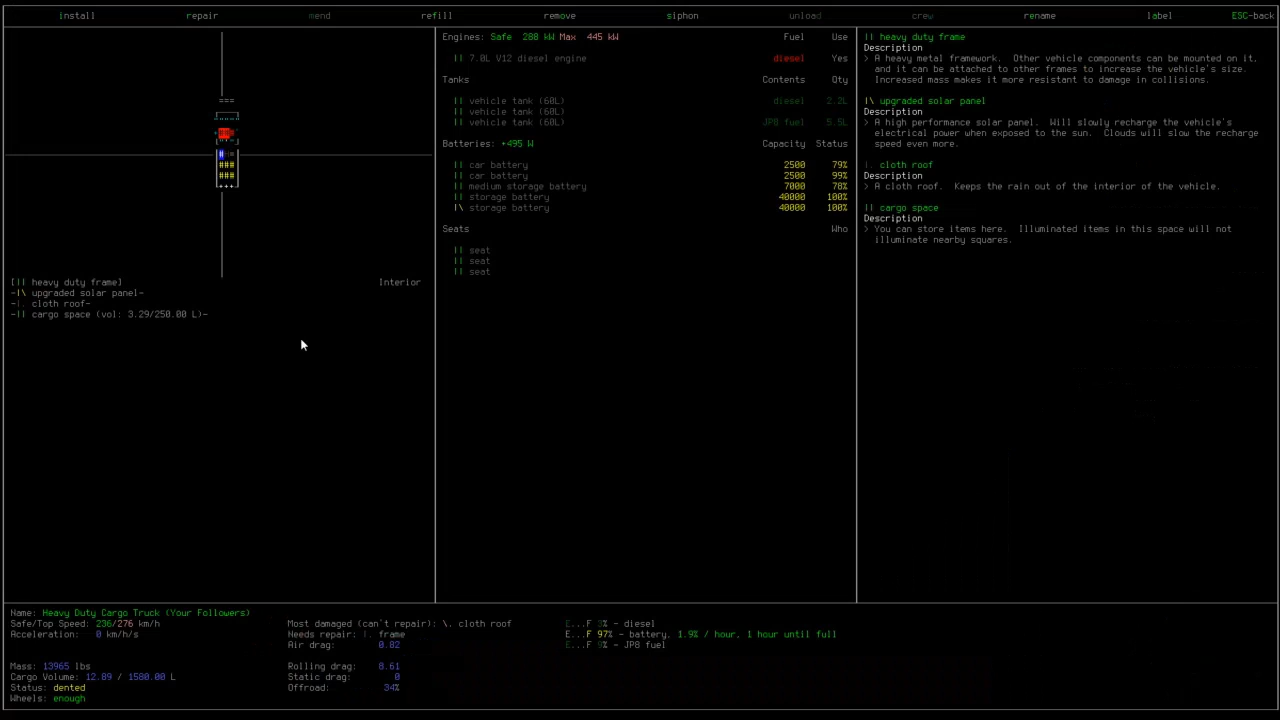 install repair mend refill remove siphon unload crew rename label ESC-back
[|| heavy duty frame] Interior
-|\ upgraded solar panel-
-|. cloth roof-
-|| cargo space (vol: 3.29/250.00 L)-
Engines: Safe 288 kW Max 445 kW Fuel Use
|| 7.0L V12 diesel engine diesel Yes
Tanks Contents Qty
|| vehicle tank (60L) diesel 2.2L
|| vehicle tank (60L)
|| vehicle tank (60L) JP8 fuel 5.5L
Batteries: +495 W Capacity Status
|| car battery 2500 79%
|| car battery 2500 99%
|| medium storage battery 7000 78%
|| storage battery 40000 100%
|\ storage battery 40000 100%
Seats Who
|| seat
|| seat
|| seat
|| heavy duty frame
Description
> A heavy metal framework. Other vehicle components can be mounted on it,
and it can be attached to other frames to increase the vehicle's size.
Increased mass makes it more resistant to damage in collisions.
|\ upgraded solar panel
Description
> A high performance solar panel. Will slowly recharge the vehicle's
electrical power when exposed to the sun. Clouds will slow the recharge
speed even more.
|. cloth roof
Description
> A cloth roof. Keeps the rain out of the interior of the vehicle.
|| cargo space
Description
> You can store items here. Illuminated items in this space will not
illuminate nearby squares.
Name: Heavy Duty Cargo Truck (Your Followers)
Safe/Top Speed: 236/276 km/h
Acceleration: 0 km/h/s
Mass: 13965 lbs
Cargo Volume: 12.89 / 1580.00 L
Status: dented
Wheels: enough
Most damaged (can't repair): \. cloth roof
Needs repair: |. frame
Air drag: 0.82
Rolling drag: 8.61
Static drag: 0
Offroad: 34%
E...F 3% - diesel
E...F 97% - battery, 1.9% / hour, 1 hour until full
E...F 9% - JP8 fuel